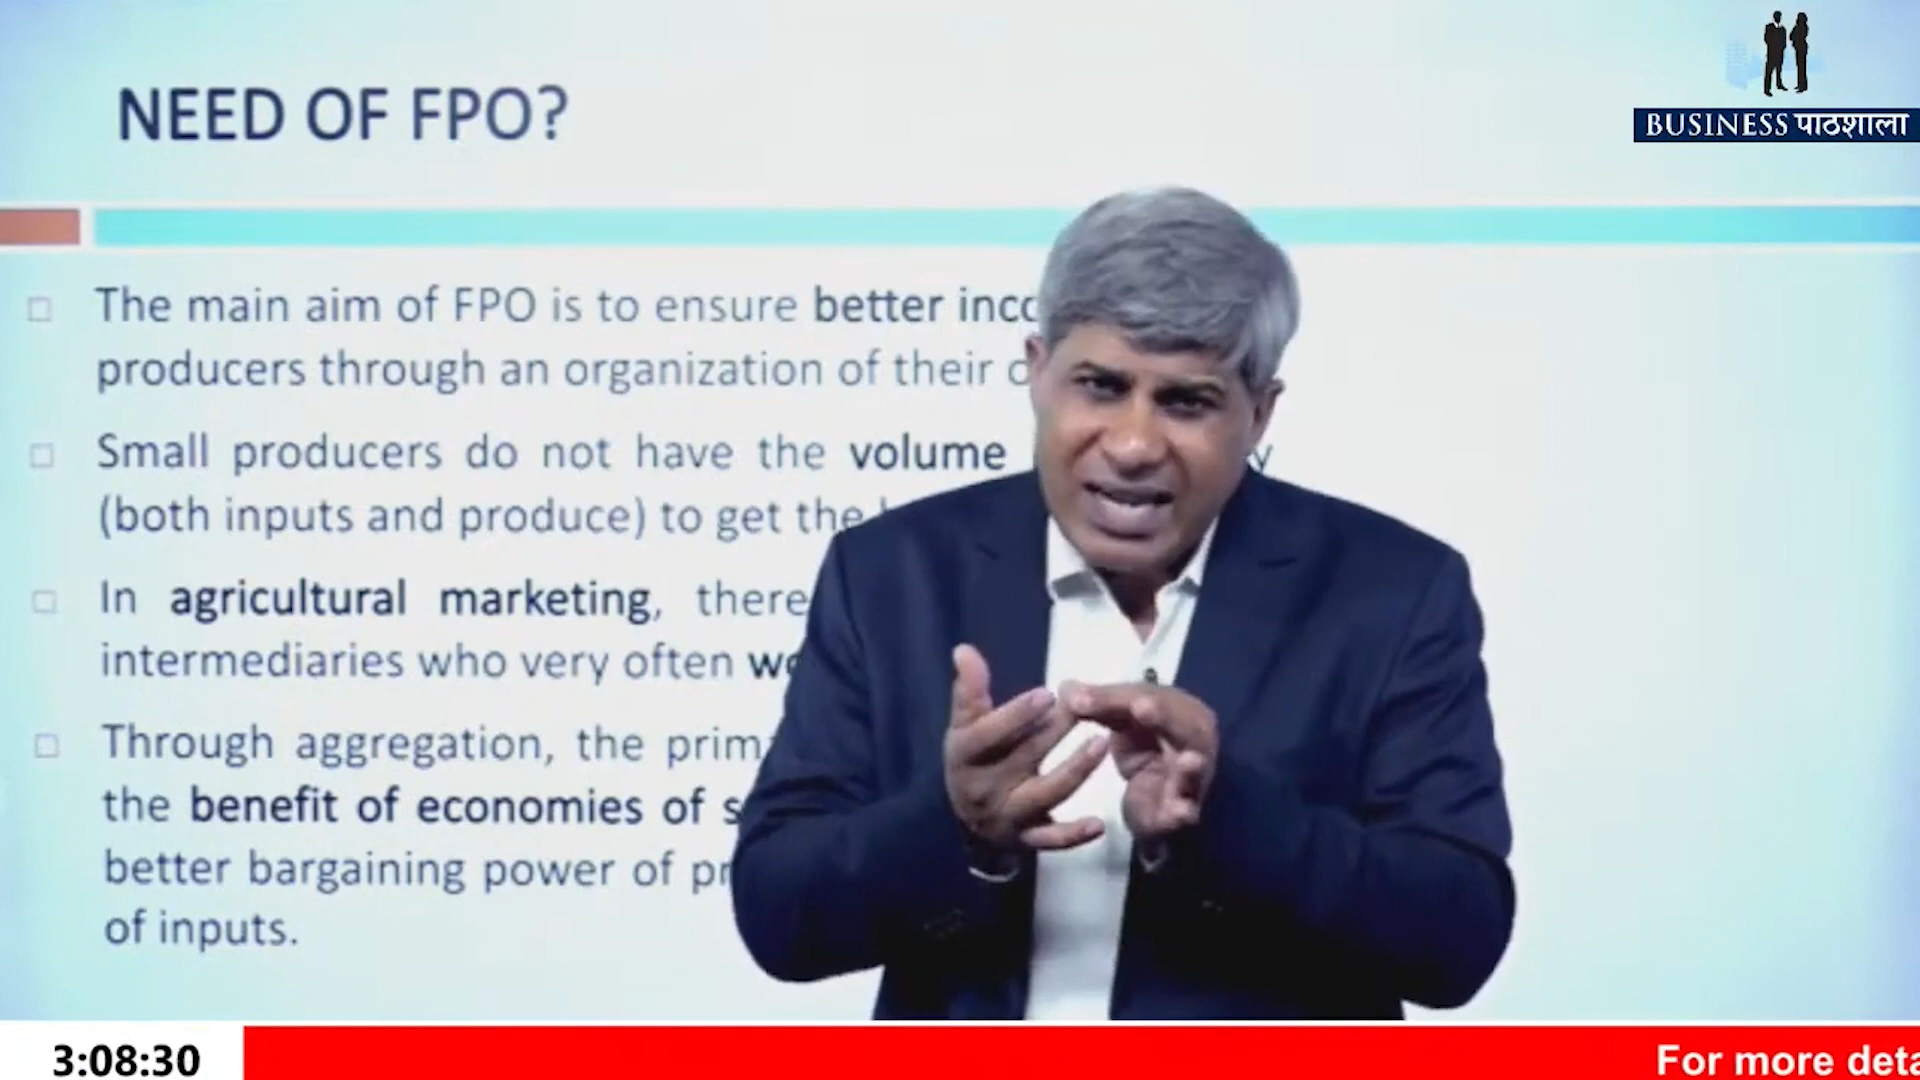 NEED OF FPO?
BUSINESS पाठशाला
The main aim of FPO is to ensure better
producers through an organization of their
Small producers do not have the volume
(both inputs and produce) to get the
In agricultural marketing, there
intermediaries who very often
Through aggregation, the
the benefit of economies of
better bargaining power of
of inputs.
3:08:30
For more